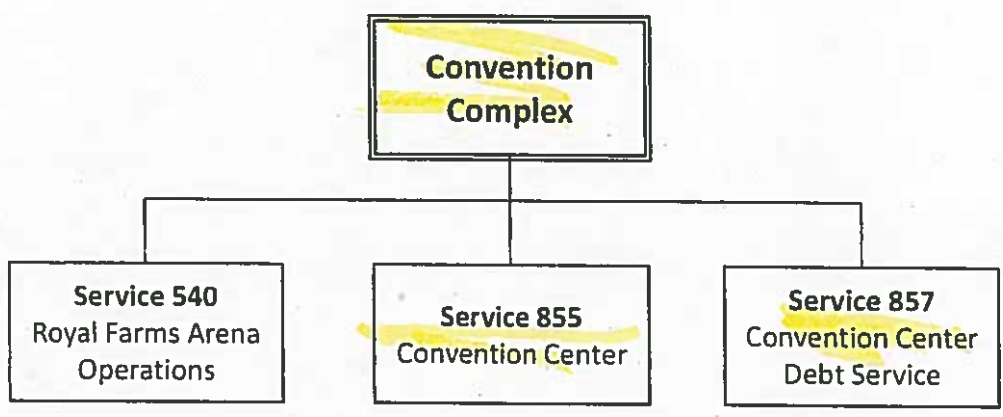 Convention
Complex
Service 540
Royal Farms Arena
Operations
Service 855
Convention Center
Service 857
Convention Center
Debt Service